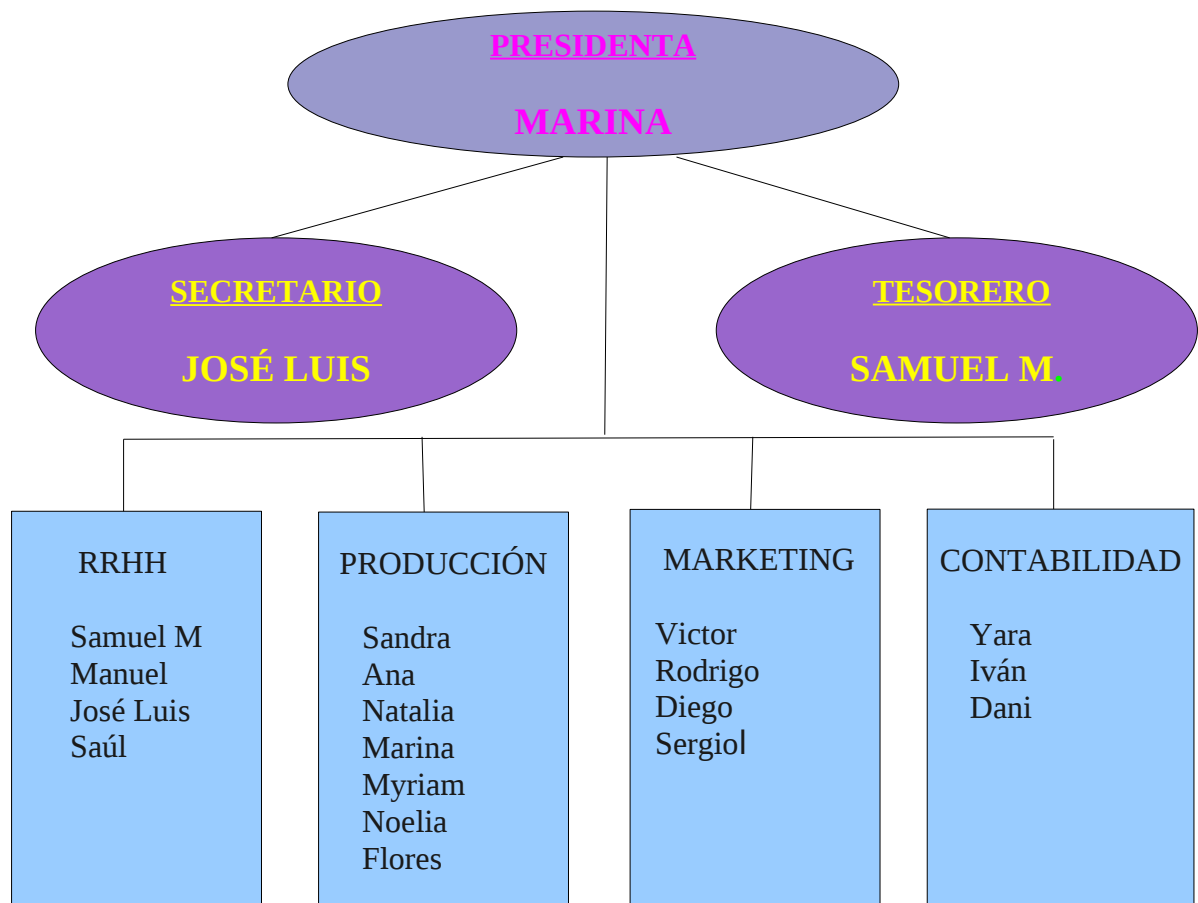 PRESIDENTA
MARINA
SECRETARIO
JOSÉ LUIS
TESORERO
SAMUEL M.
RRHH
Samuel M
Manuel
José Luis
Saúl
PRODUCCIÓN
Sandra
Ana
Natalia
Marina
Myriam
Noelia
Flores
MARKETING
Victor
Rodrigo
Diego
Sergiol
CONTABILIDAD
Yara
Iván
Dani